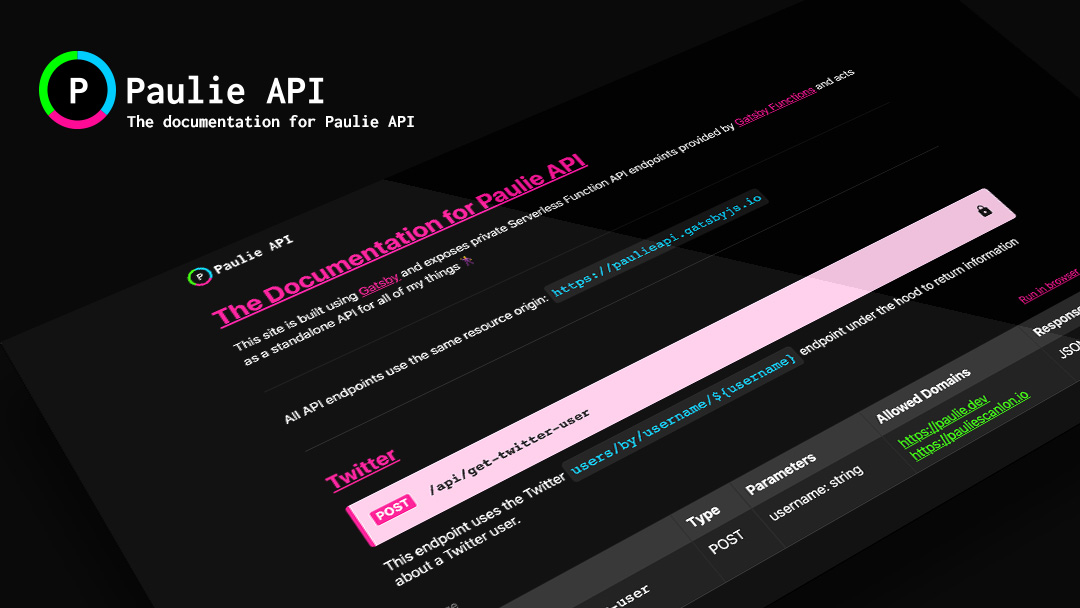 P
Paulie API
The documentation for Paulie API
P Paulie API
The Documentation for Paulie API
This site is built using Gatsby and exposes private Serverless Function API endpoints provided by Gatsby Functions and acts
as a standalone API for all of my things
All API endpoints use the same resource origin: https://paulieapi.gatsbyjs.io
Twitter
POST /api/get-twitter-user
This endpoint uses the Twitter users/by/username/${username} endpoint under the hood to return information
about a Twitter user.
Run in browser
Type Parameters Allowed Domains Response
POST username: string https://paulie.dev JSON
https://pauliescanlon.io
-user